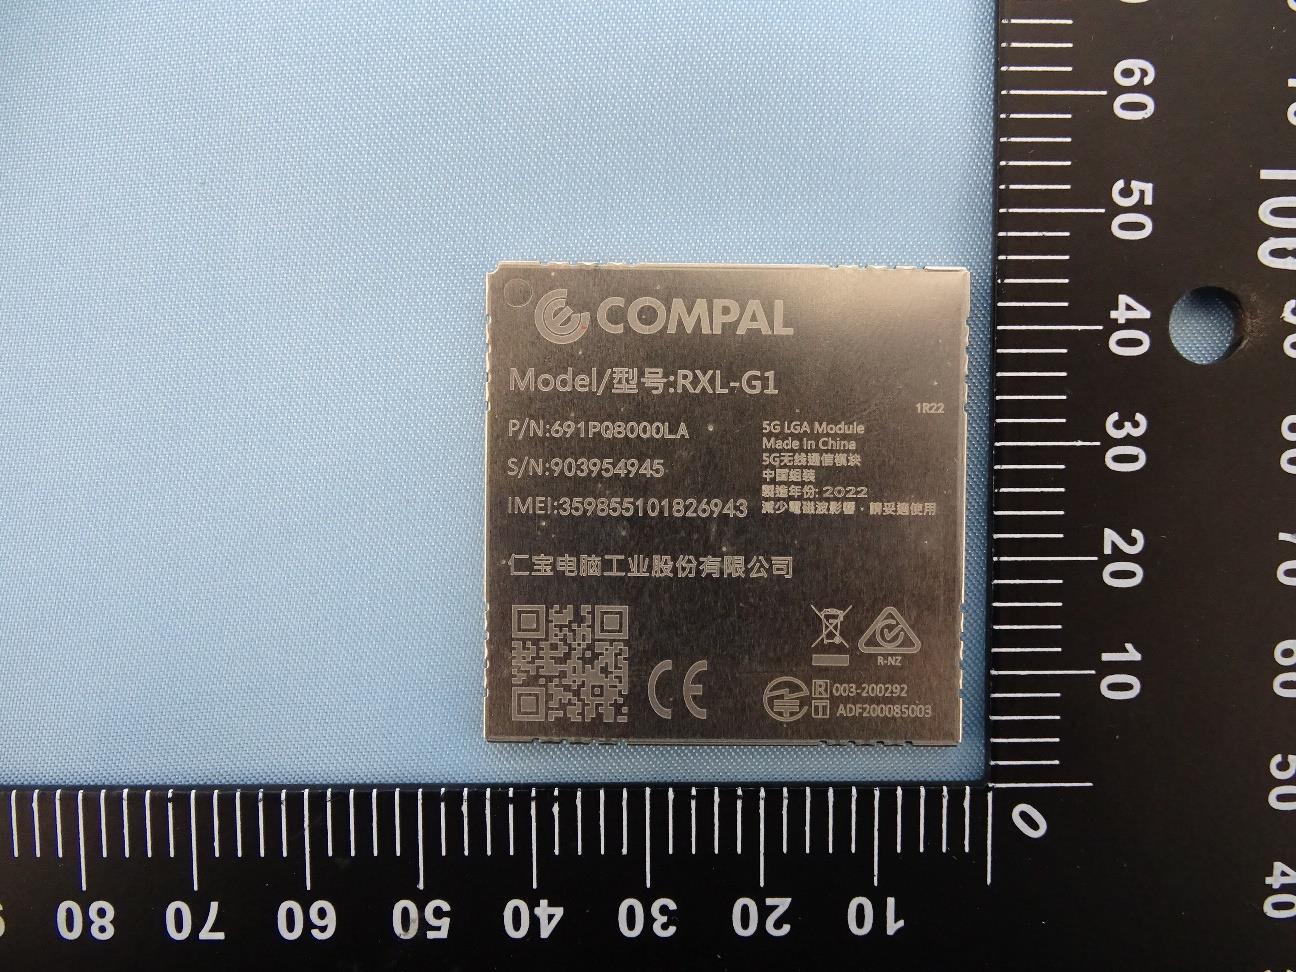 COMPAL
Model/型号:RXL-G1
1R22
P/N:691PQ8000LA
S/N:903954945
IMEI:359855101826943
5G LGA Module
Made In China
5G无线通信模块
中国组装
製造年份: 2022
減少電磁波影響，請妥適使用
仁宝电脑工业股份有限公司
R-NZ
CE
R 003-200292
T ADF200085003
60
50
40
30
20
10
0
80 70 60 50 40 30 20 10
100
90
80
70
60
50
40